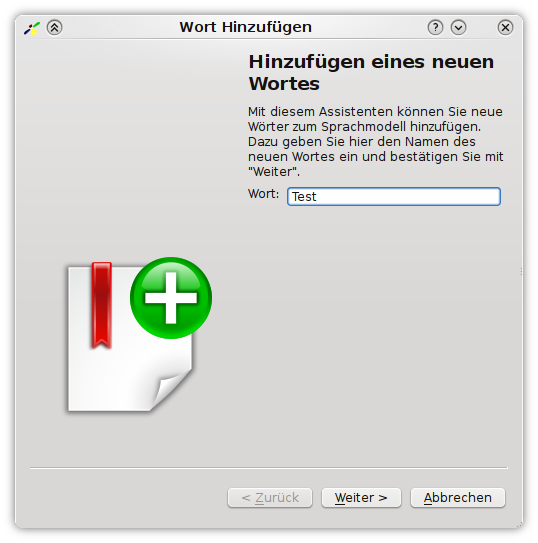 Wort Hinzufügen
Hinzufügen eines neuen
Wortes
Mit diesem Assistenten können Sie neue
Wörter zum Sprachmodell hinzufügen.
Dazu geben Sie hier den Namen des
neuen Wortes ein und bestätigen Sie mit
"Weiter".
Wort: Test
< Zurück Weiter > Abbrechen